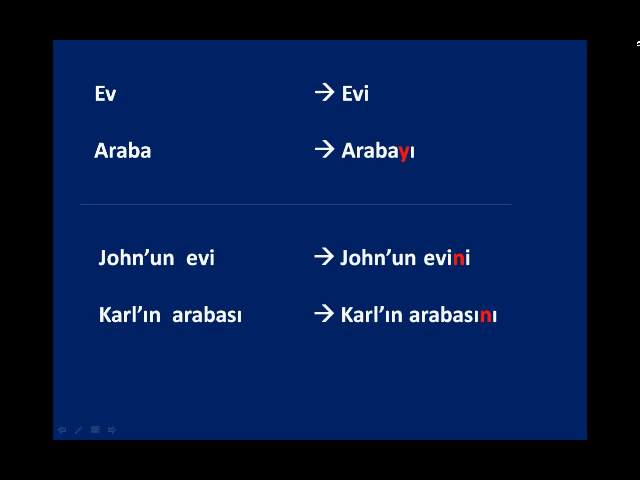 Ev → Evi
Araba → Arabayı
John’un evi → John’un evini
Karl’ın arabası → Karl’ın arabasını